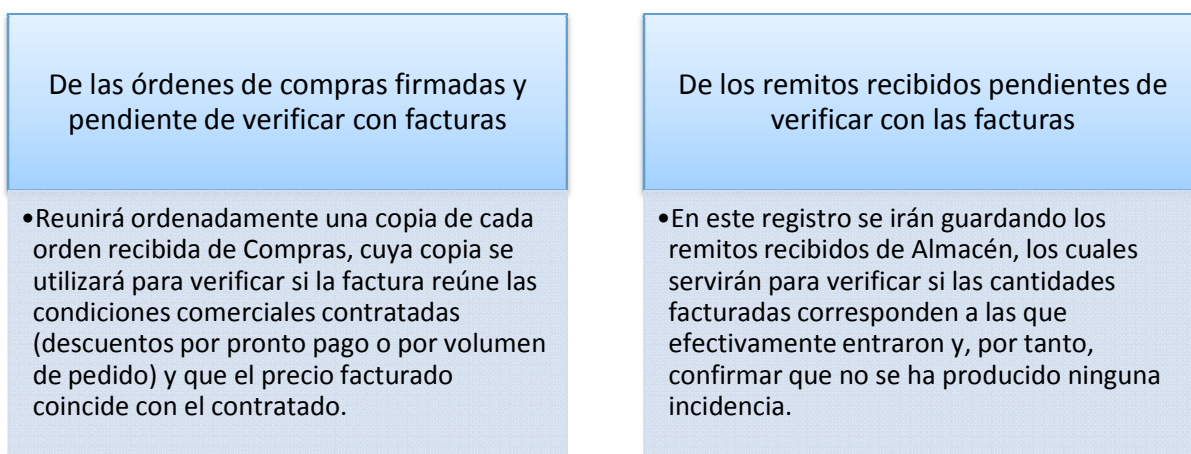 De las órdenes de compras firmadas y
pendiente de verificar con facturas
•Reunirá ordenadamente una copia de cada
orden recibida de Compras, cuya copia se
utilizará para verificar si la factura reúne las
condiciones comerciales contratadas
(descuentos por pronto pago o por volumen
de pedido) y que el precio facturado
coincide con el contratado.
De los remitos recibidos pendientes de
verificar con las facturas
•En este registro se irán guardando los
remitos recibidos de Almacén, los cuales
servirán para verificar si las cantidades
facturadas corresponden a las que
efectivamente entraron y, por tanto,
confirmar que no se ha producido ninguna
incidencia.